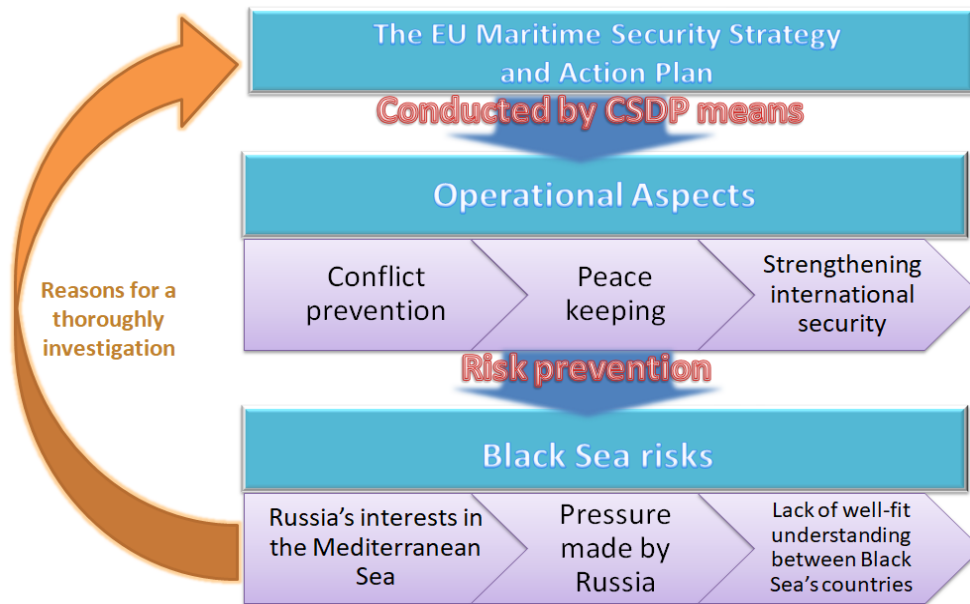 The EU Maritime Security Strategy
and Action Plan
Conducted by CSDP means
Operational Aspects
Conflict
prevention
Peace
keeping
Strengthening
international
security
Reasons for a
thoroughly
investigation
Risk prevention
Black Sea risks
Russia's interests in
the Mediterranean
Sea
Pressure
made by
Russia
Lack of well-fit
understanding
between Black
Sea's countries